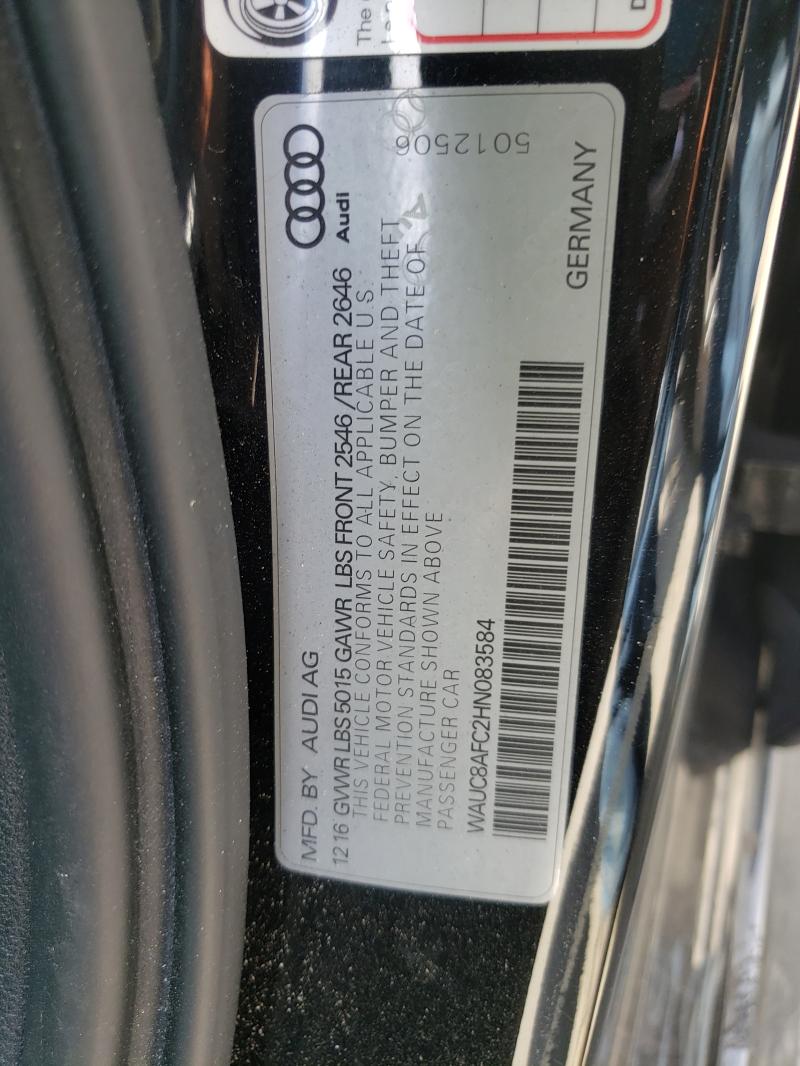 The
D
MFD. BY AUDI AG
Audi
12 16 GVWR LBS 5015 GAWR LBS FRONT 2546 /REAR 2646
THIS VEHICLE CONFORMS TO ALL APPLICABLE U.S.
FEDERAL MOTOR VEHICLE SAFETY, BUMPER AND THEFT
PREVENTION STANDARDS IN EFFECT ON THE DATE OF
MANUFACTURE SHOWN ABOVE
PASSENGER CAR
WAUC8AFC2HN083584
GERMANY
5012506